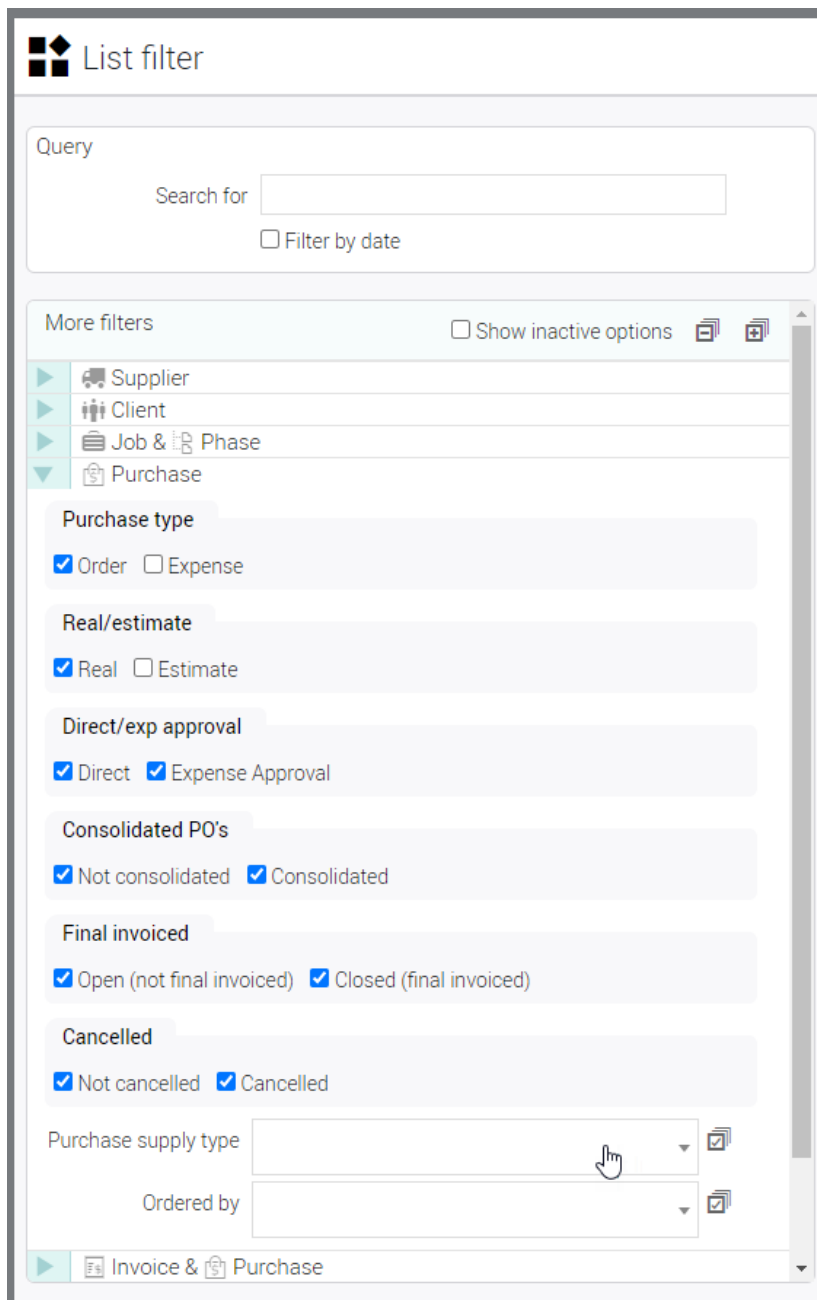 List filter
Query
Search for
Filter by date
More filters
Show inactive options
Supplier
Client
Job & Phase
Purchase
Purchase type
Order Expense
Real/estimate
Real Estimate
Direct/exp approval
Direct Expense Approval
Consolidated PO's
Not consolidated Consolidated
Final invoiced
Open (not final invoiced) Closed (final invoiced)
Cancelled
Not cancelled Cancelled
Purchase supply type
Ordered by
Invoice & Purchase